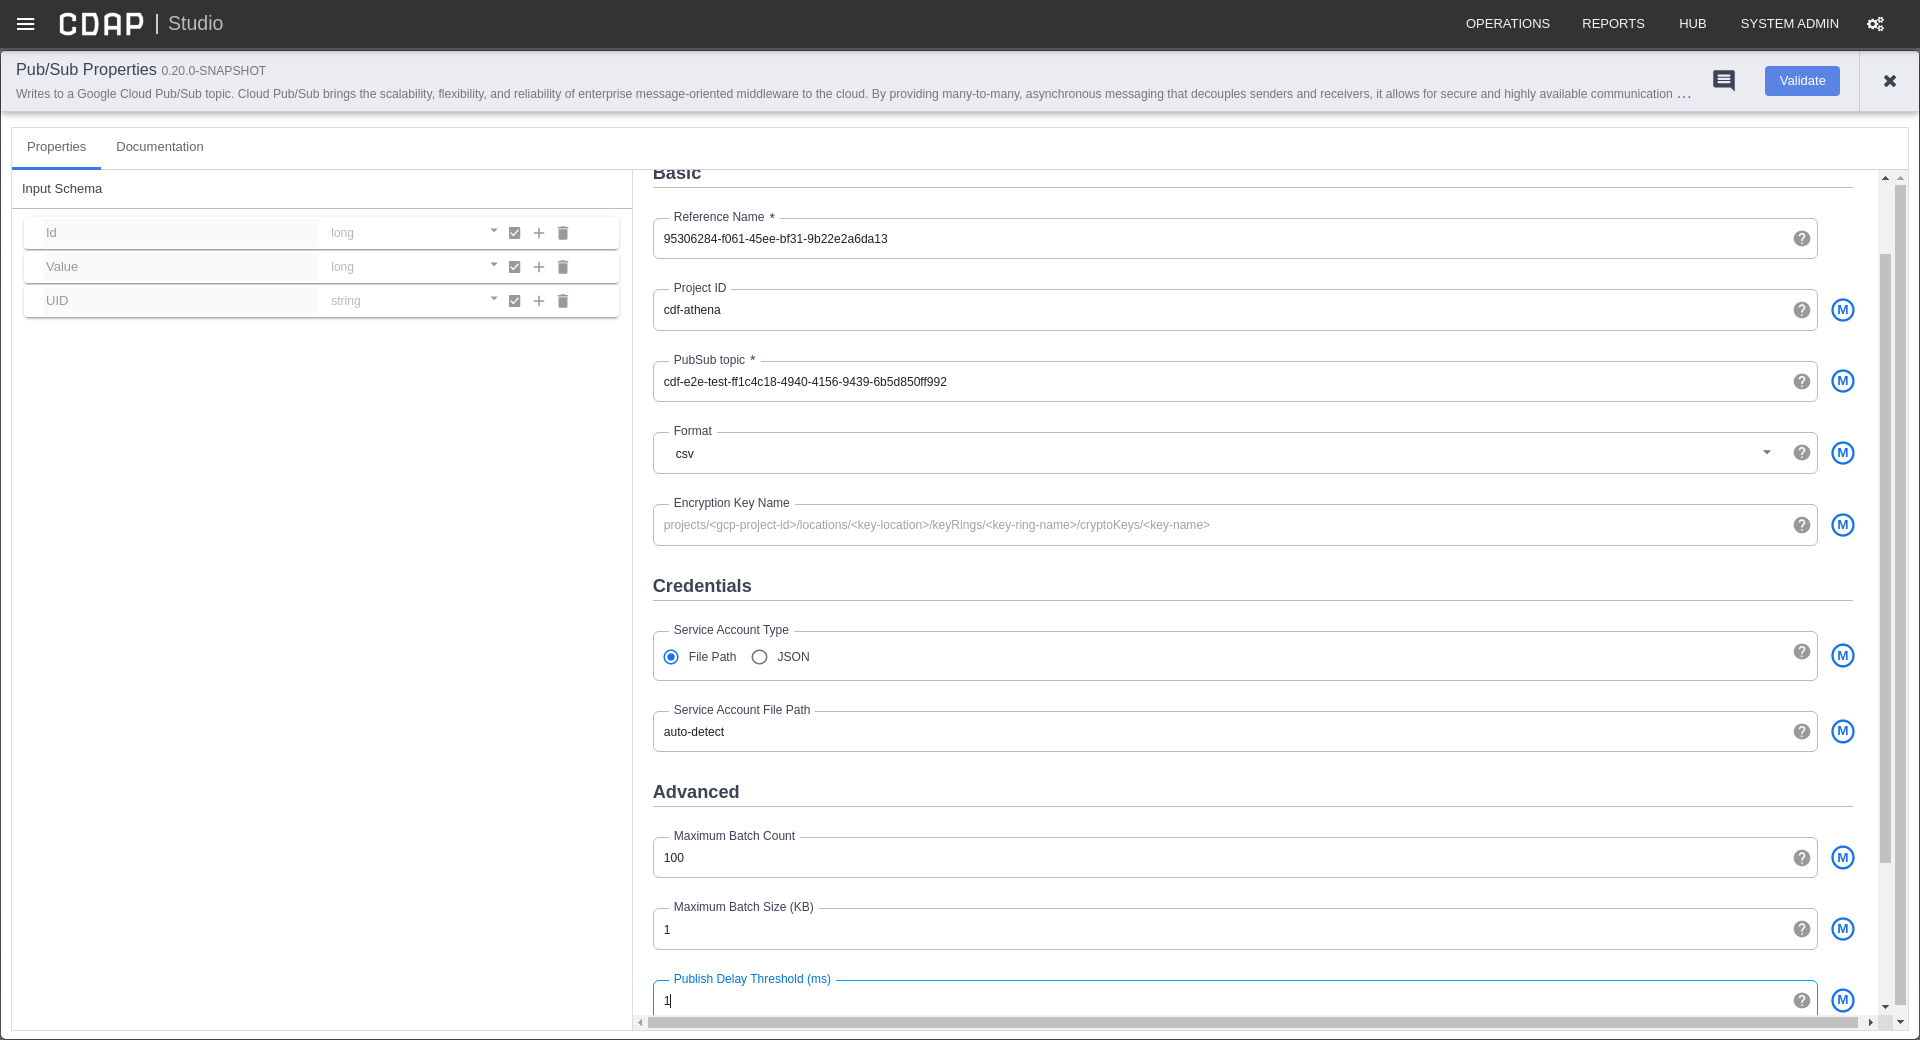 CDAP | Studio
OPERATIONS REPORTS HUB SYSTEM ADMIN
Pub/Sub Properties 0.20.0-SNAPSHOT
Writes to a Google Cloud Pub/Sub topic. Cloud Pub/Sub brings the scalability, flexibility, and reliability of enterprise message-oriented middleware to the cloud. By providing many-to-many, asynchronous messaging that decouples senders and receivers, it allows for secure and highly available communication ...
Validate
Properties Documentation
Input Schema
Id long
Value long
UID string
Basic
Reference Name *
95306284-f061-45ee-bf31-9b22e2a6da13
Project ID
cdf-athena
M
PubSub topic *
cdf-e2e-test-ff1c4c18-4940-4156-9439-6b5d850ff992
M
Format
csv
M
Encryption Key Name
projects/<gcp-project-id>/locations/<key-location>/keyRings/<key-ring-name>/cryptoKeys/<key-name>
M
Credentials
Service Account Type
File Path JSON
M
Service Account File Path
auto-detect
M
Advanced
Maximum Batch Count
100
M
Maximum Batch Size (KB)
1
M
Publish Delay Threshold (ms)
1
M